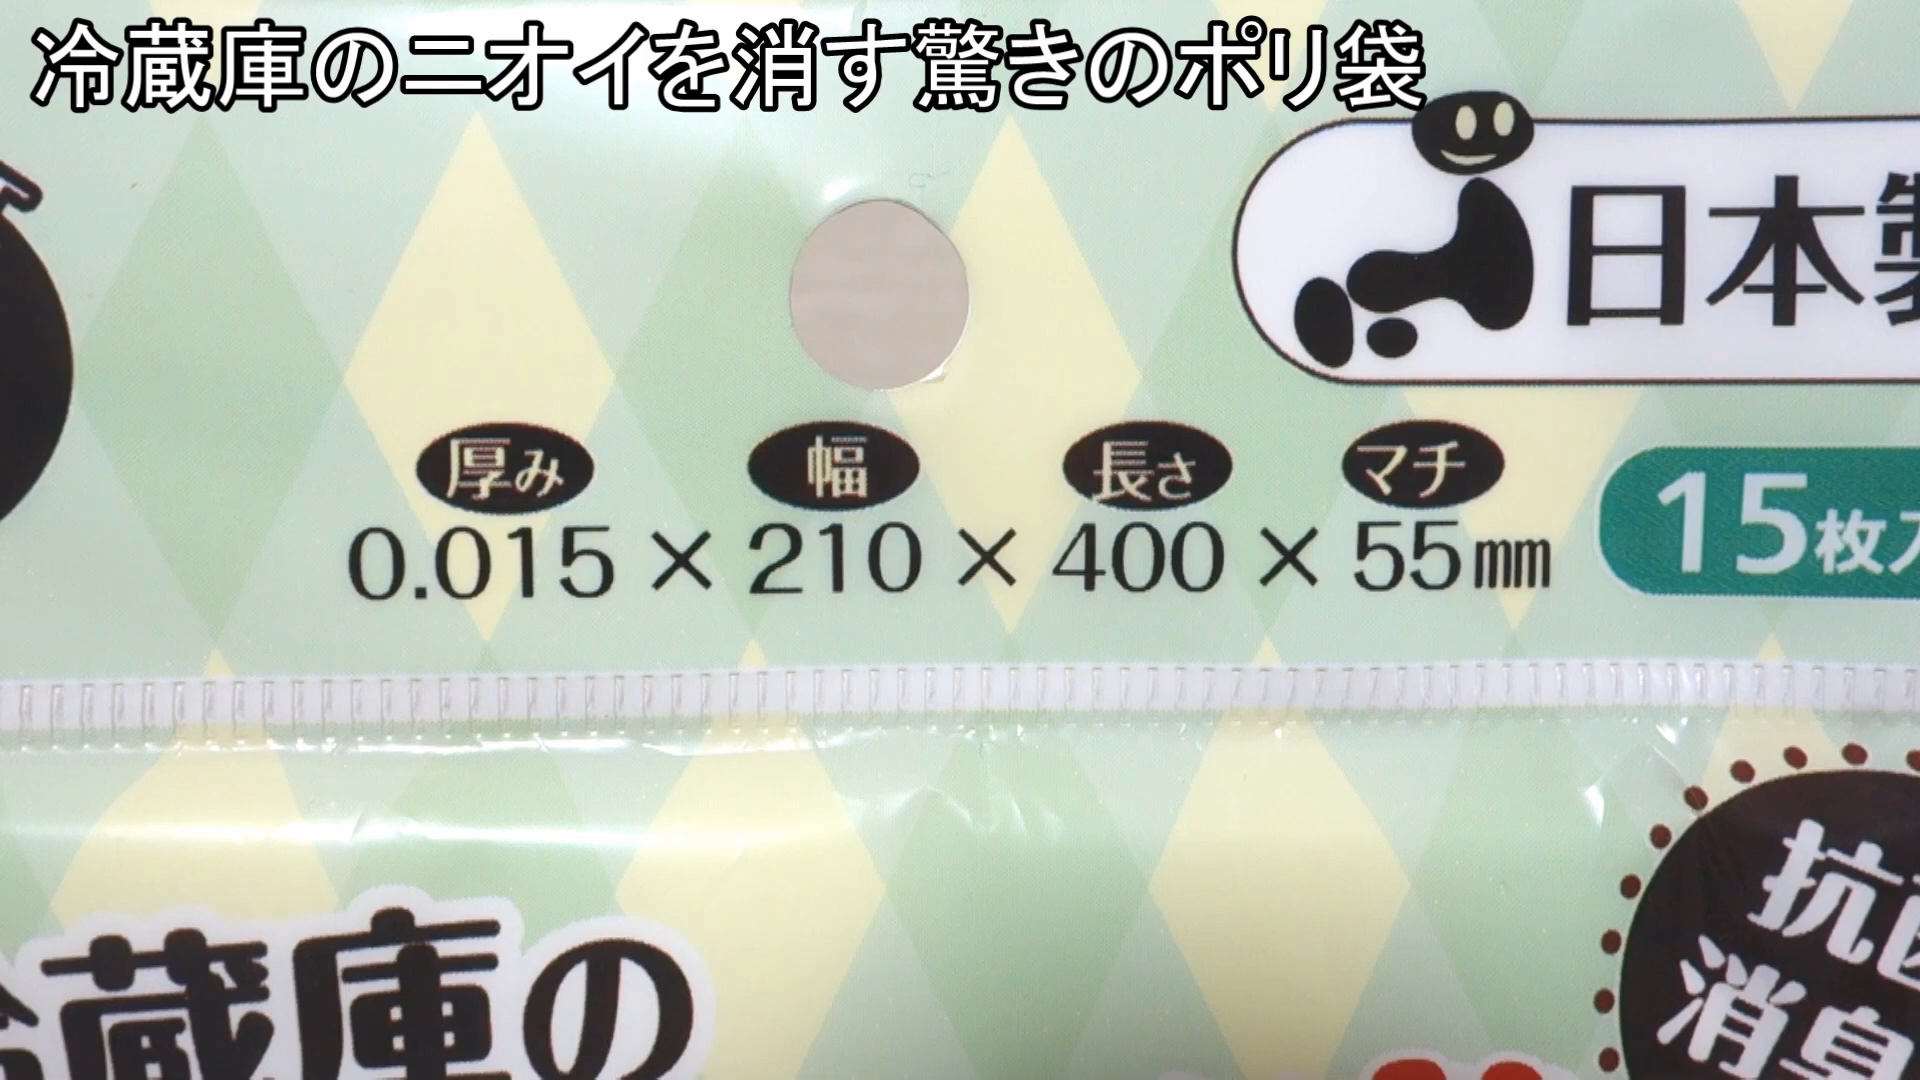 冷蔵庫のニオイを消す驚きのポリ袋
日本製
厚み 幅 長さ マチ
0.015×210×400×55mm
15枚入
冷蔵庫の
抗菌
消臭